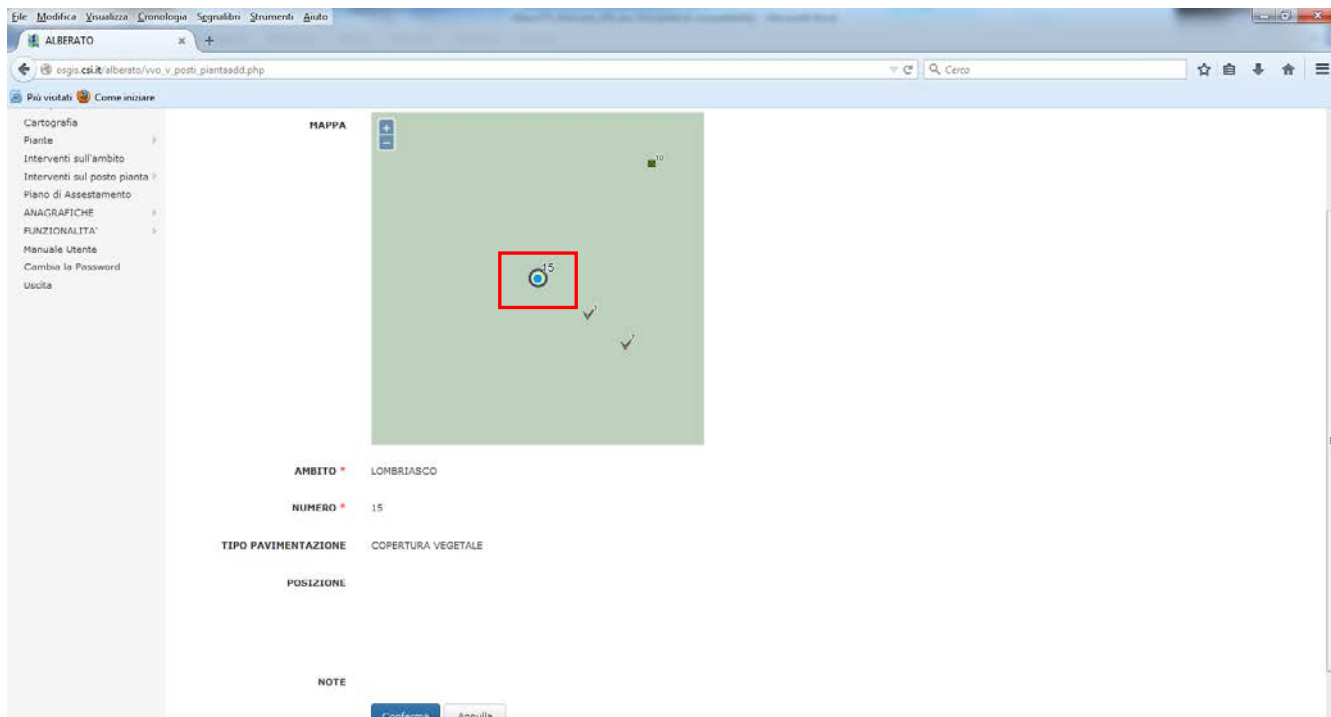 File Modifica Visualizza Cronologia Segnalibri Strumenti Aiuto
ALBERATO
osgis.csi.it/alberato/vvo_v_posti_piantaadd.php
Cerco
Più visitati Come iniziare
Cartografia
Piante
Interventi sull'ambito
Interventi sul posto pianta
Piano di Assestamento
ANAGRAFICHE
FUNZIONALITA'
Manuale Utente
Cambia la Password
Uscita
MAPPA
+
-
10
15
AMBITO * LOMBRIASCO
NUMERO * 15
TIPO PAVIMENTAZIONE COPERTURA VEGETALE
POSIZIONE
NOTE
Conferma Annulla